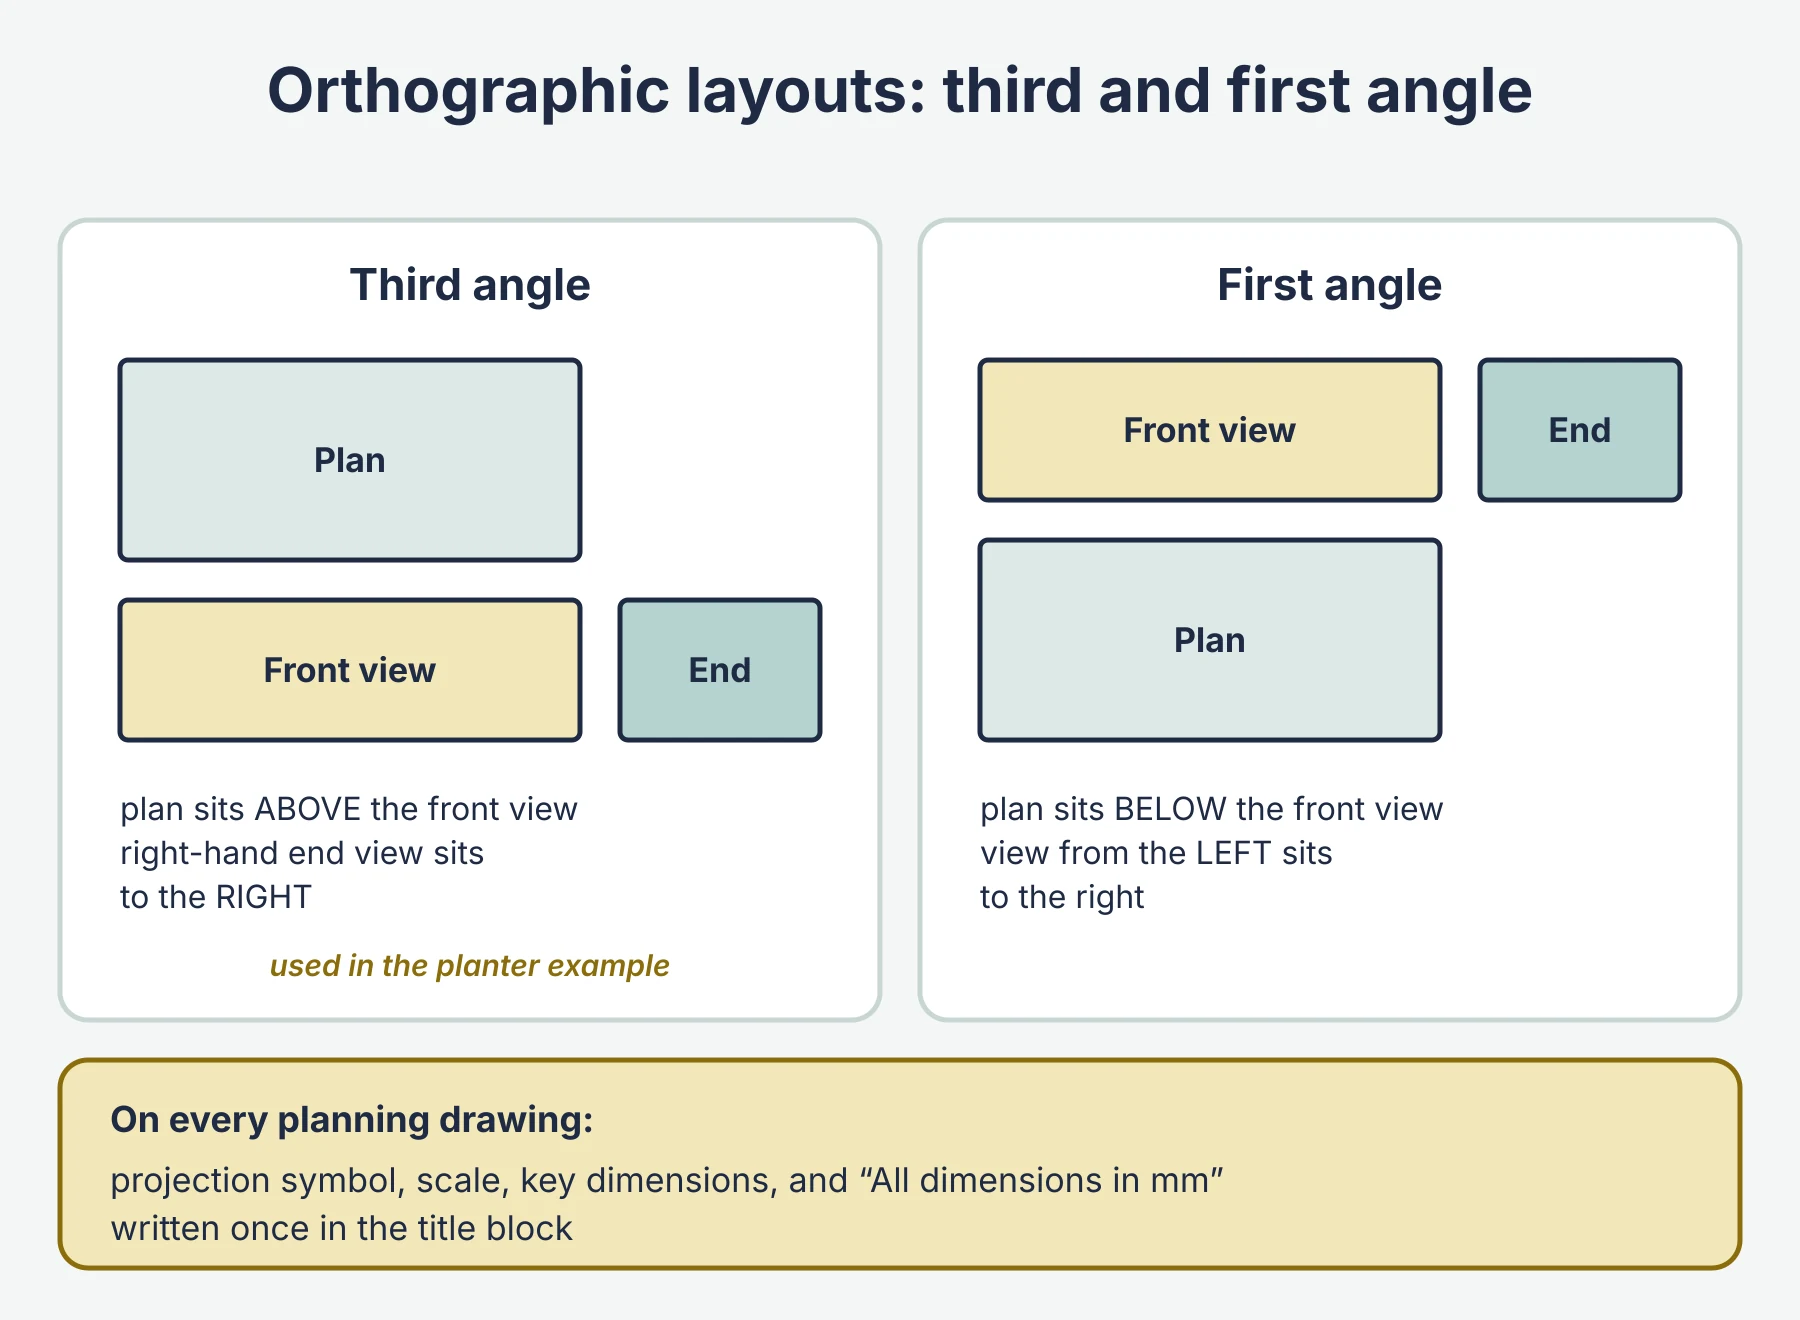 Orthographic layouts: third and first angle
Third angle
Plan
Front view
End
plan sits ABOVE the front view
right-hand end view sits
to the RIGHT
used in the planter example
First angle
Front view
End
Plan
plan sits BELOW the front view
view from the LEFT sits
to the right
On every planning drawing:
projection symbol, scale, key dimensions, and “All dimensions in mm”
written once in the title block